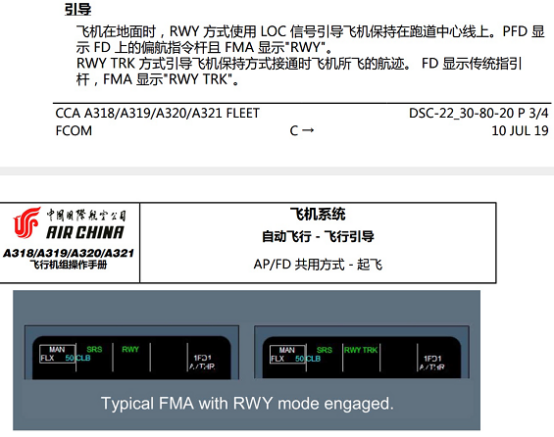 引导
飞机在地面时，RWY 方式使用 LOC 信号引导飞机保持在跑道中心线上。PFD 显
示 FD 上的偏航指令杆且 FMA 显示"RWY"。
RWY TRK 方式引导飞机保持方式接通时飞机所飞的航迹。 FD 显示传统指引
杆，FMA 显示"RWY TRK"。
CCA A318/A319/A320/A321 FLEET DSC-22_30-80-20 P 3/4
FCOM C → 10 JUL 19
中国国际航空公司
AIR CHINA
A318/A319/A320/A321
飞行机组操作手册
飞机系统
自动飞行 - 飞行引导
AP/FD 共用方式 - 起飞
MAN SRS RWY
FLX 50 CLB 1FD1
A/THR
MAN SRS RWY TRK
FLX 50 CLB 1FD1
A/THR
Typical FMA with RWY mode engaged.